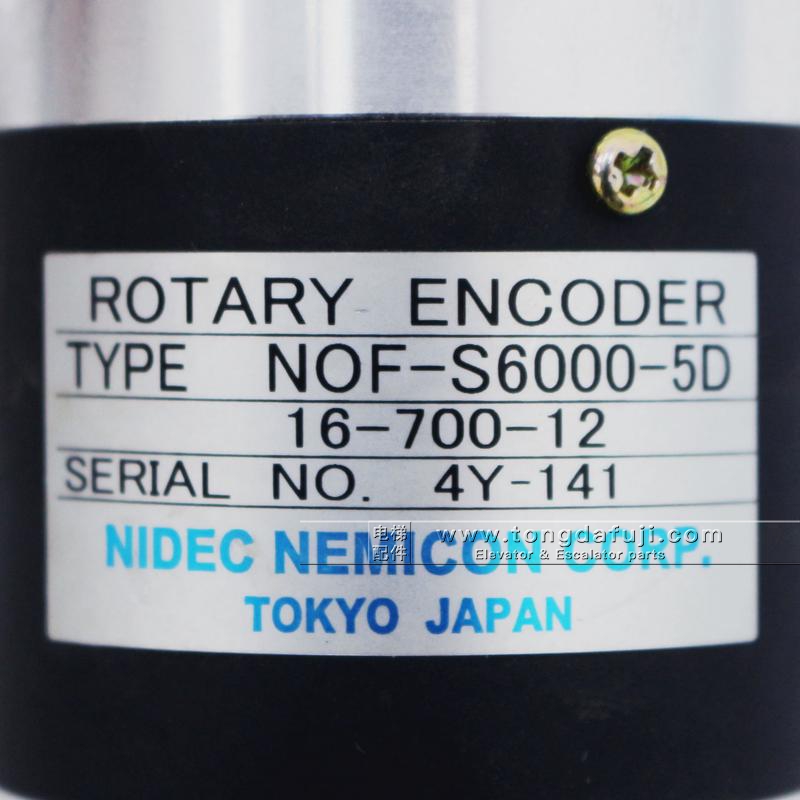 ROTARY ENCODER
TYPE NOF-S6000-5D
16-700-12
SERIAL NO. 4Y-141
NIDEC NEMICON CORP.
TOKYO JAPAN
电梯
配件
www.tongdafuji.com
Elevator & Escalator parts